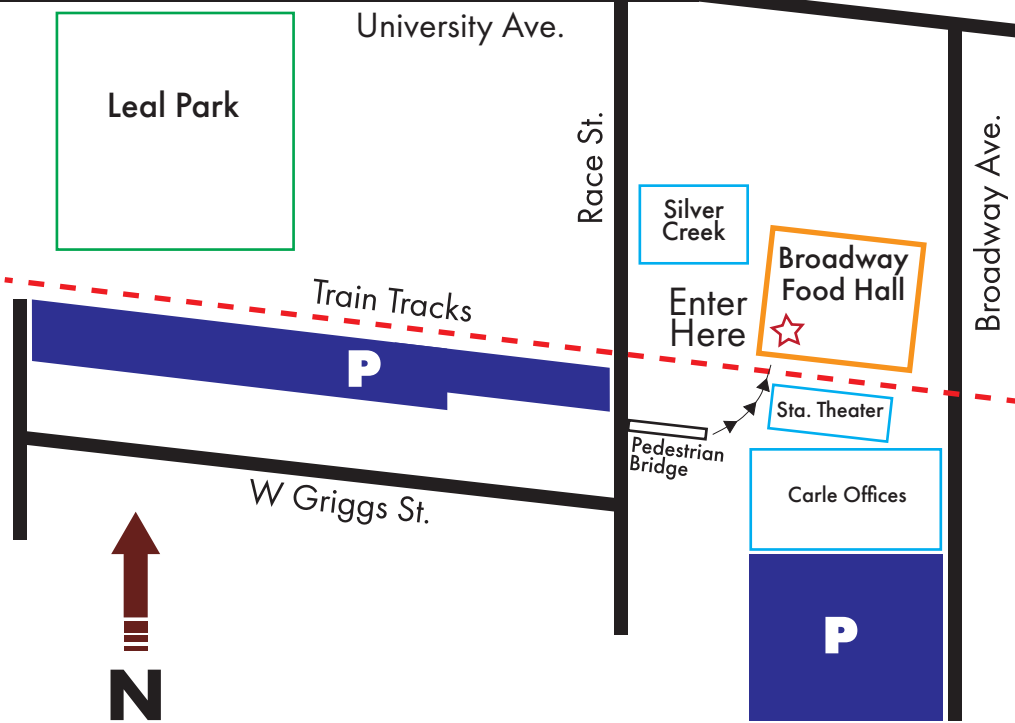 University Ave.
Leal Park
Race St.
Broadway Ave.
Silver
Creek
Broadway
Food Hall
Enter
Here
Train Tracks
P
Sta. Theater
Pedestrian
Bridge
W Griggs St.
Carle Offices
P
N